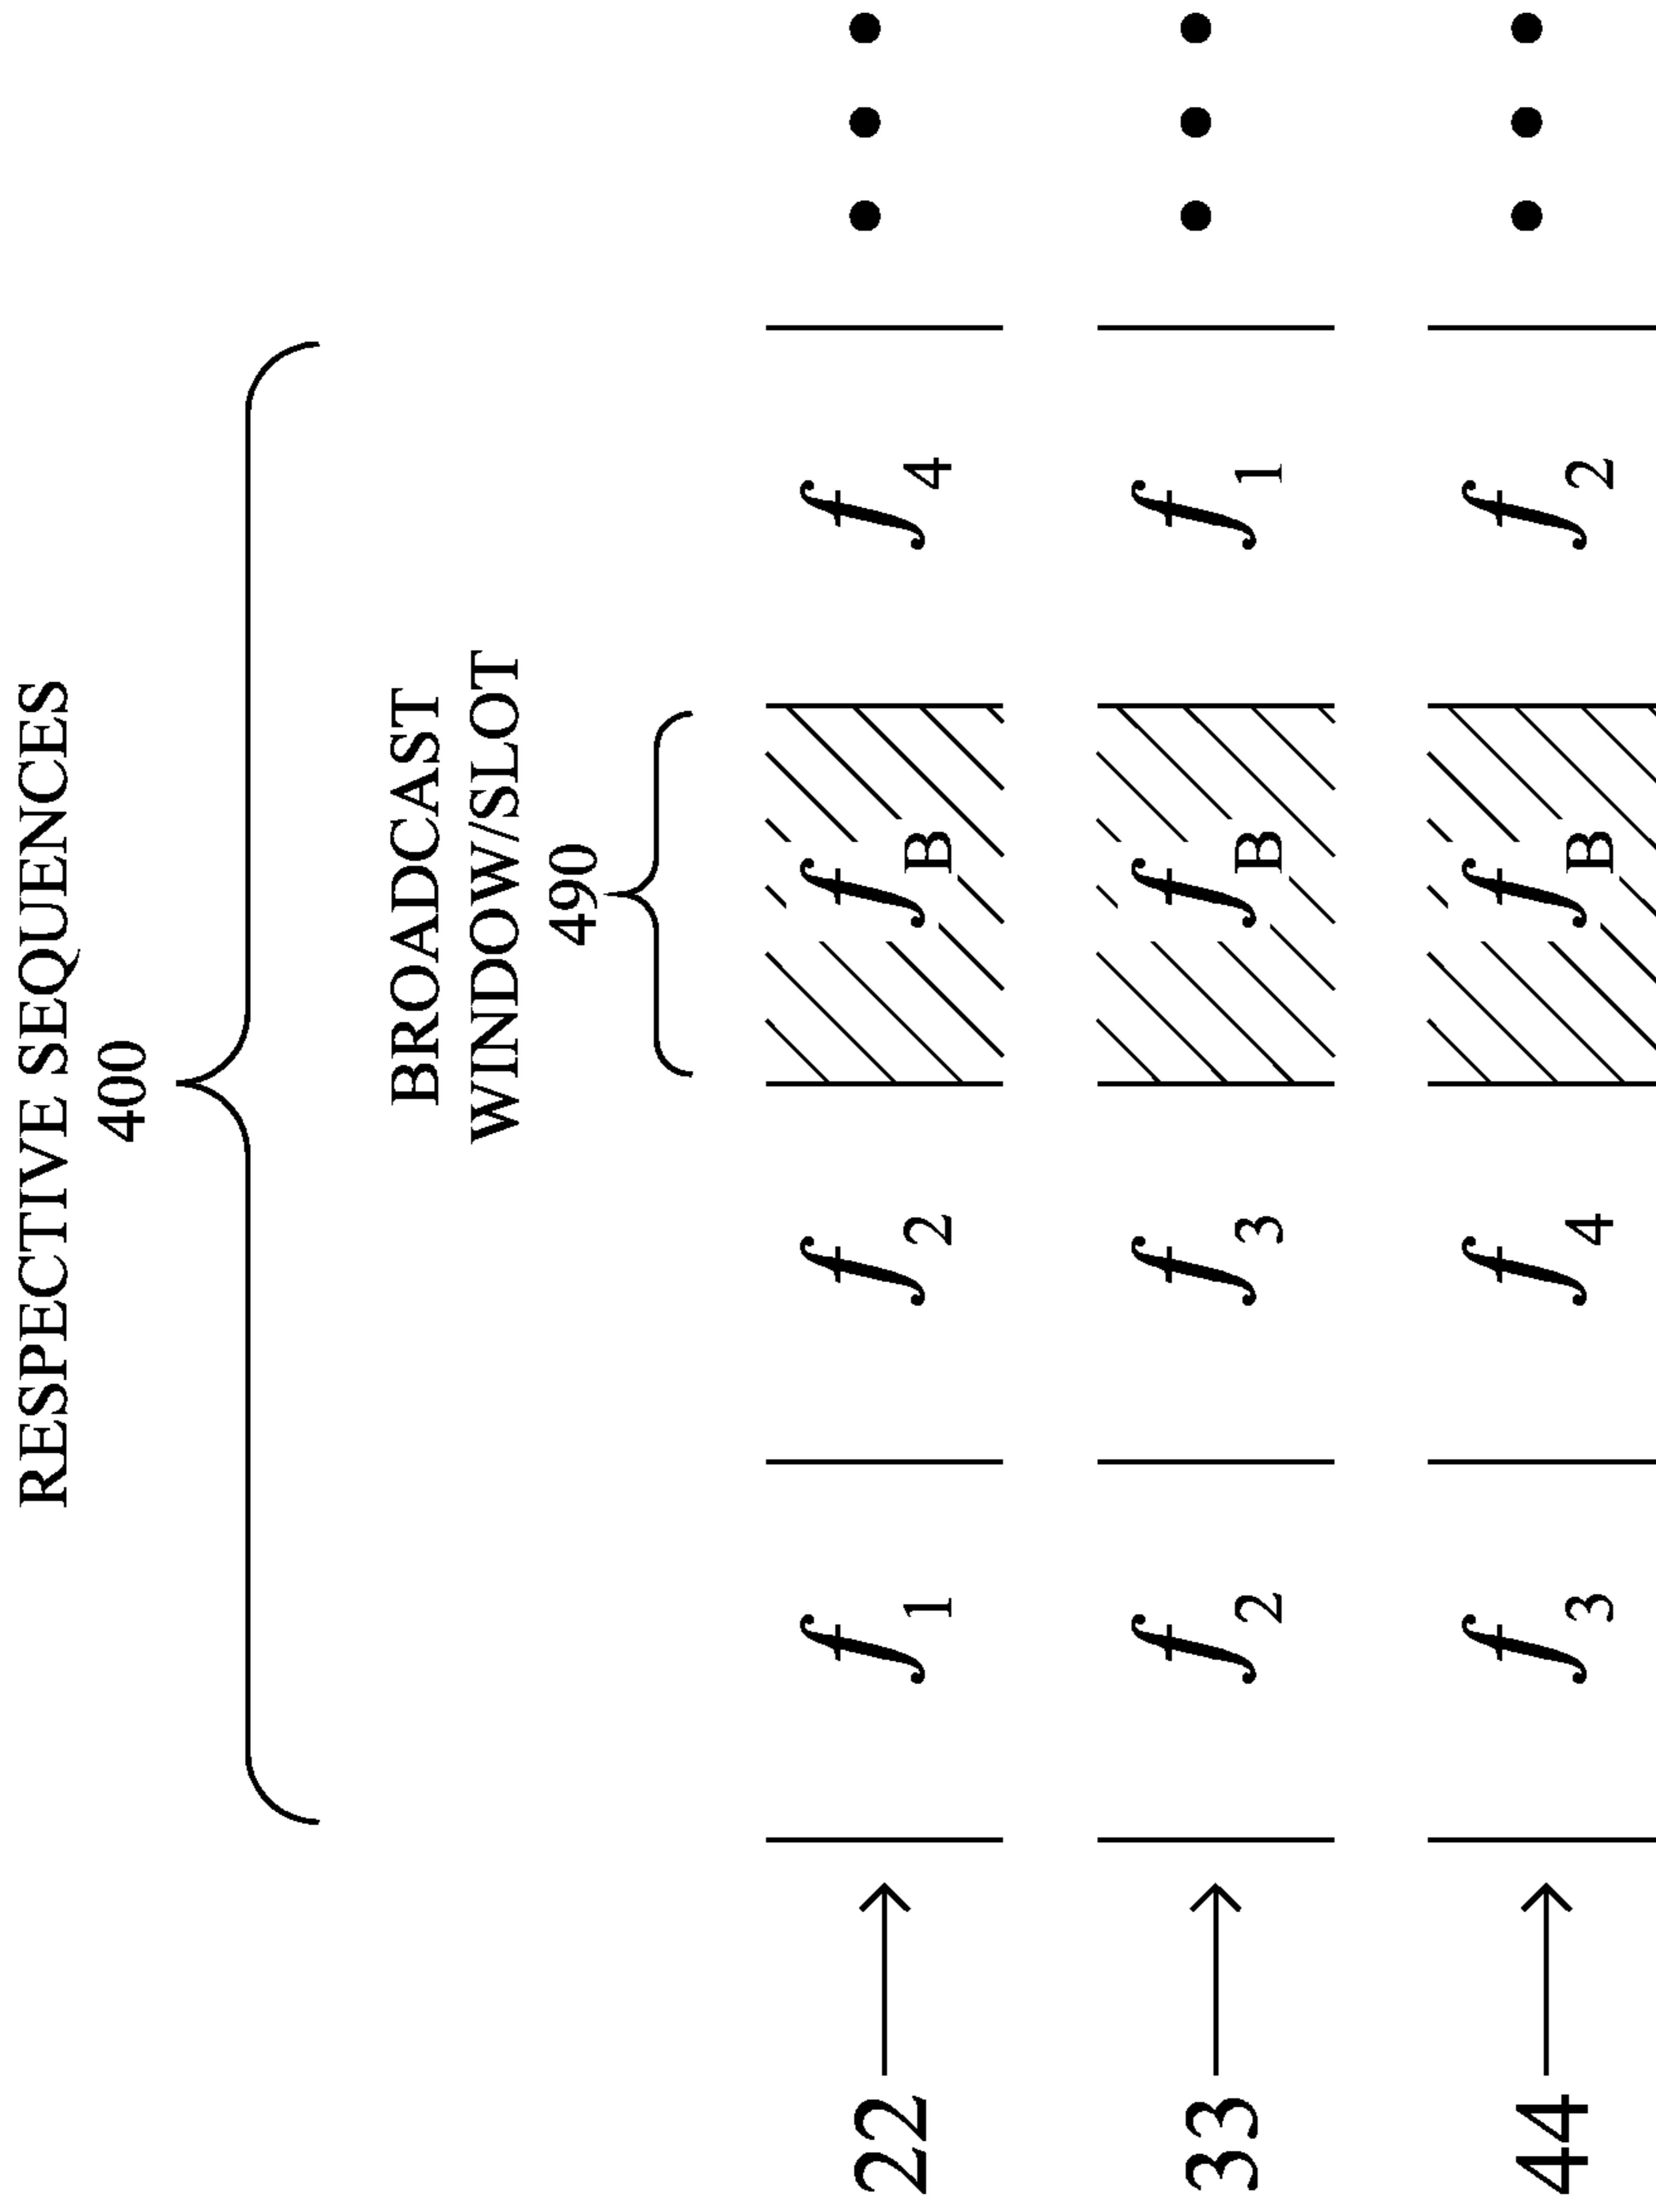 RESPECTIVE SEQUENCES
400
BROADCAST
WINDOW/SLOT
490
22 f1 f2 fB f4
33 f2 f3 fB f1
44 f3 f4 fB f2